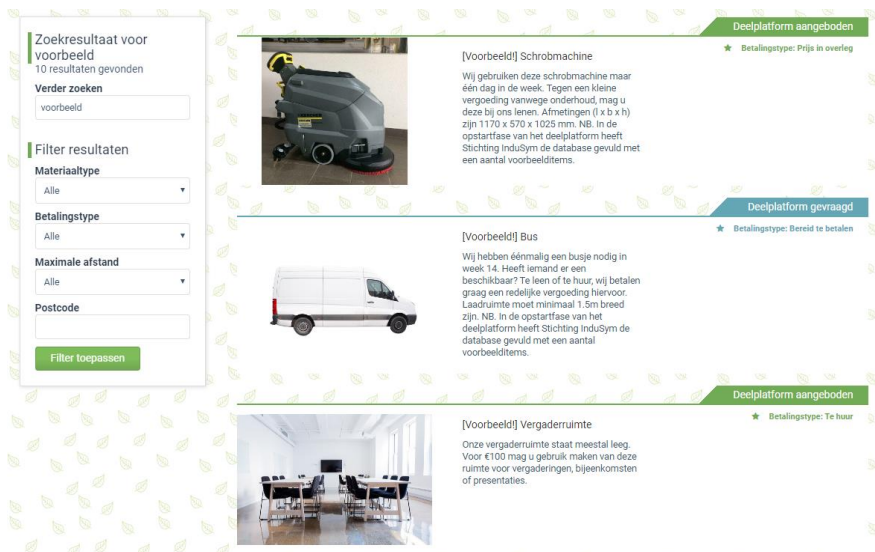 Zoekresultaat voor
voorbeeld
10 resultaten gevonden
Verder zoeken
voorbeeld
Filter resultaten
Materiaaltype
Alle
Betalingstype
Alle
Maximale afstand
Alle
Postcode
Filter toepassen
Deelplatform aangeboden
Betalingstype: Prijs in overleg
[Voorbeeld!] Schrobmachine
Wij gebruiken deze schrobmachine maar
één dag in de week. Tegen een kleine
vergoeding vanwege onderhoud, mag u
deze bij ons lenen. Afmetingen (l x b x h)
zijn 1170 x 570 x 1025 mm. NB. In de
opstartfase van het deelplatform heeft
Stichting InduSym de database gevuld met
een aantal voorbeelditems.
Deelplatform gevraagd
Betalingstype: Bereid te betalen
[Voorbeeld!] Bus
Wij hebben éénmalig een busje nodig in
week 14. Heeft iemand er een
beschikbaar? Te leen of te huur, wij betalen
graag een redelijke vergoeding hiervoor.
Laadruimte moet minimaal 1.5m breed
zijn. NB. In de opstartfase van het
deelplatform heeft Stichting InduSym de
database gevuld met een aantal
voorbeelditems.
Deelplatform aangeboden
Betalingstype: Te huur
[Voorbeeld!] Vergaderruimte
Onze vergaderruimte staat meestal leeg.
Voor €100 mag u gebruik maken van deze
ruimte voor vergaderingen, bijeenkomsten
of presentaties.